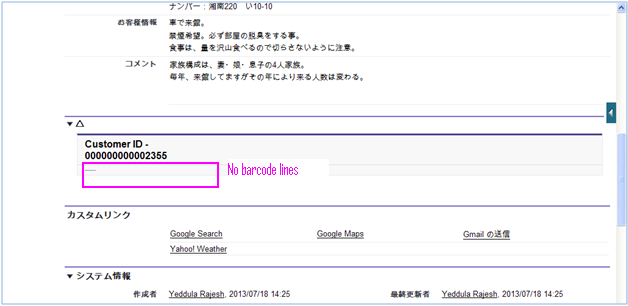 ナンバー：湘南220　い10-10
お客様情報　車で来館。
禁煙希望。必ず部屋の脱臭をする事。
食事は、量を沢山食べるので切らさないように注意。
コメント　家族構成は、妻・娘・息子の4人家族。
毎年、来館してますがその年により来る人数は変わる。
▼ △
Customer ID -
000000000002355
No barcode lines
カスタムリンク
Google Search　Google Maps　Gmail の送信
Yahoo! Weather
▼ システム情報
作成者　Yeddula Rajesh, 2013/07/18 14:25　最終更新者　Yeddula Rajesh, 2013/07/18 14:25